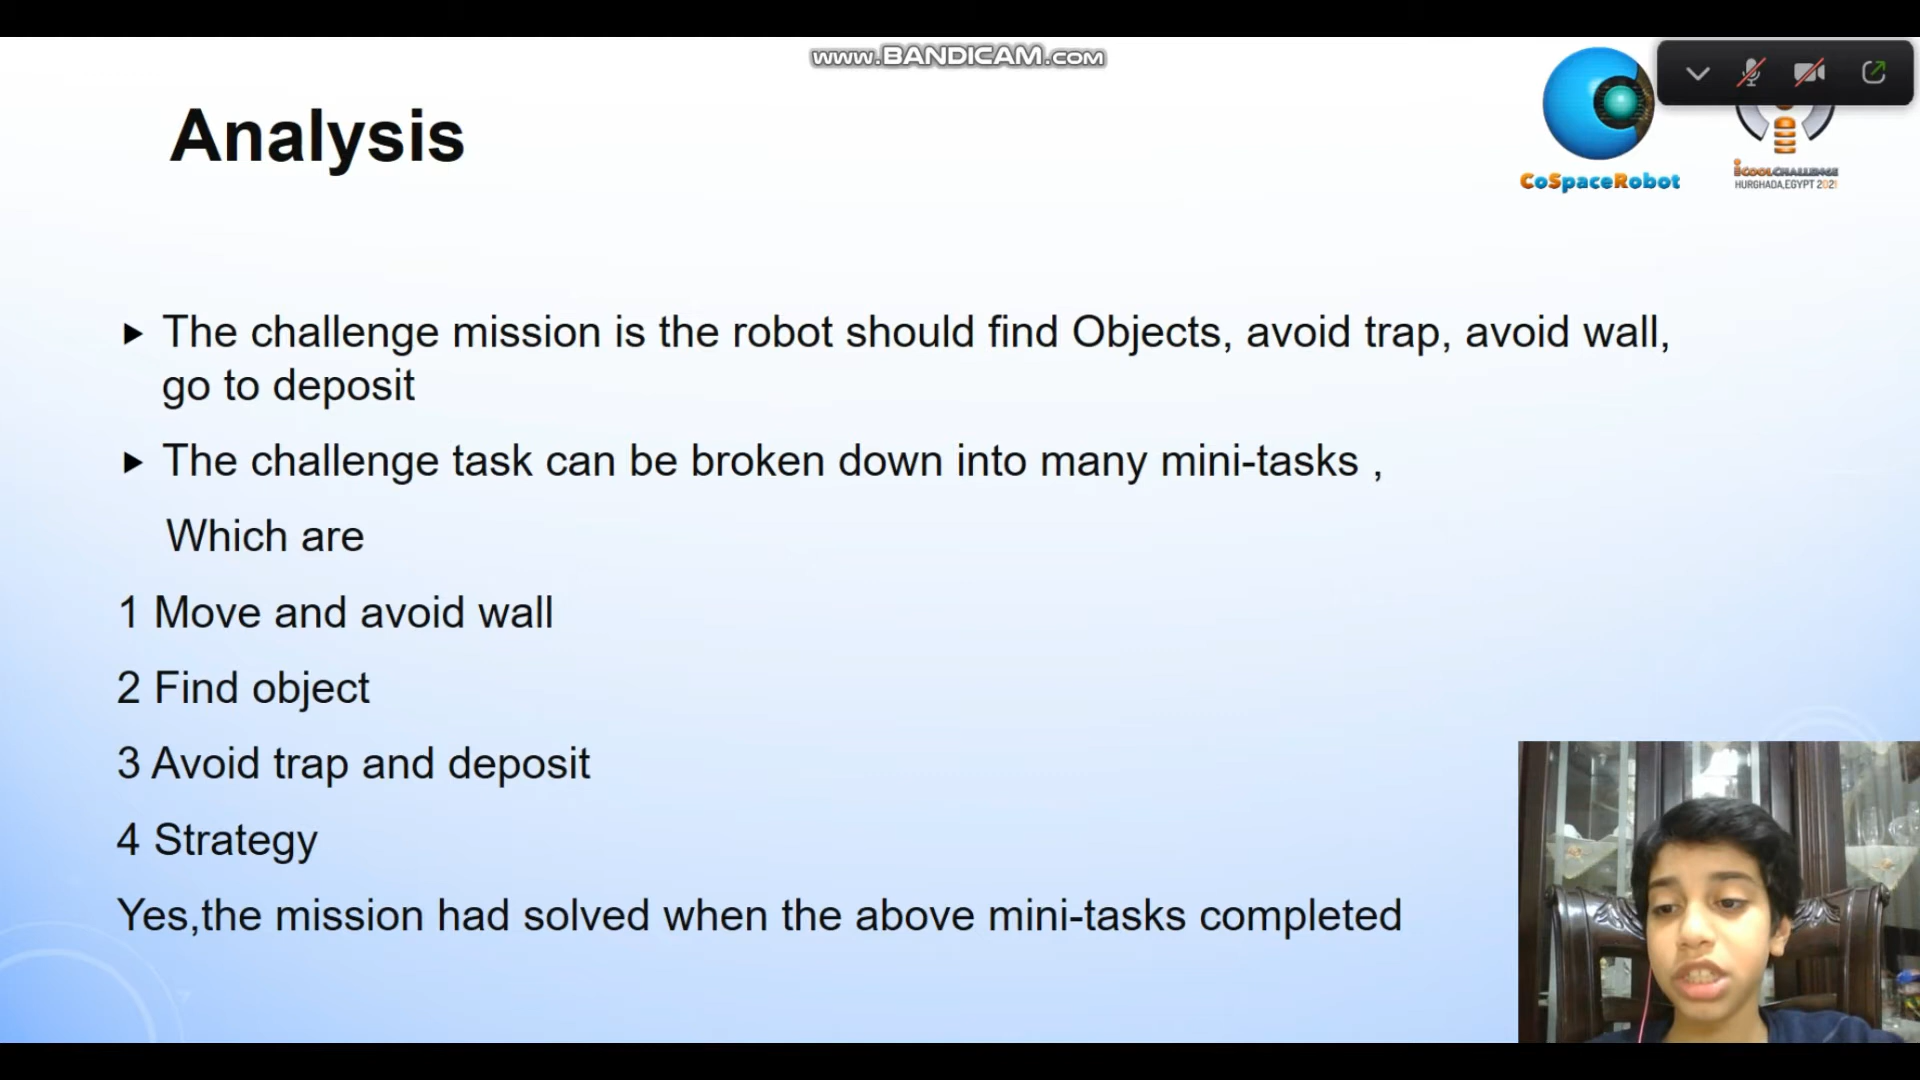 www.BANDICAM.com
Analysis
CoSpaceRobot
iCOOLCHALLENGE
HURGHADA,EGYPT 2021
The challenge mission is the robot should find Objects, avoid trap, avoid wall,
go to deposit
The challenge task can be broken down into many mini-tasks ,
Which are
1 Move and avoid wall
2 Find object
3 Avoid trap and deposit
4 Strategy
Yes,the mission had solved when the above mini-tasks completed